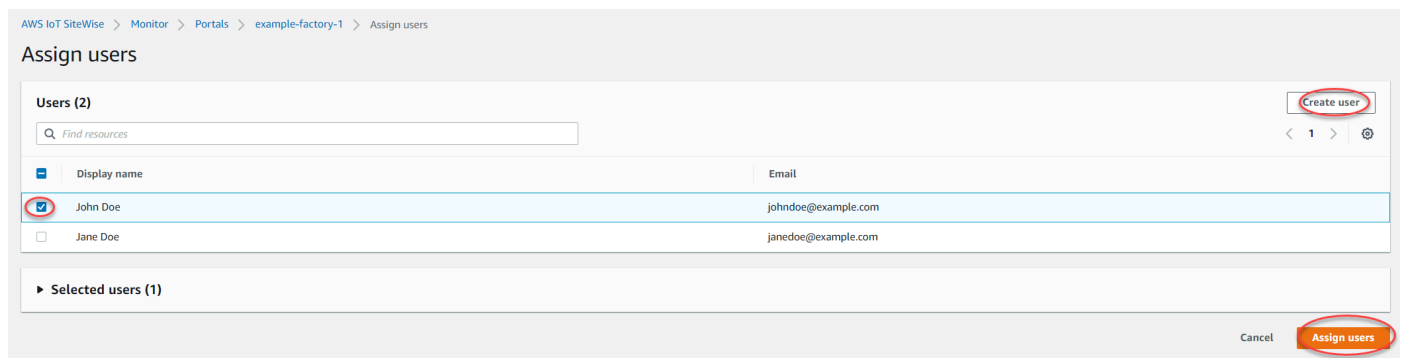 AWS IoT SiteWise > Monitor > Portals > example-factory-1 > Assign users
Assign users
Users (2)
Create user
Find resources
< 1 >
Display name Email
John Doe johndoe@example.com
Jane Doe janedoe@example.com
Selected users (1)
Cancel Assign users